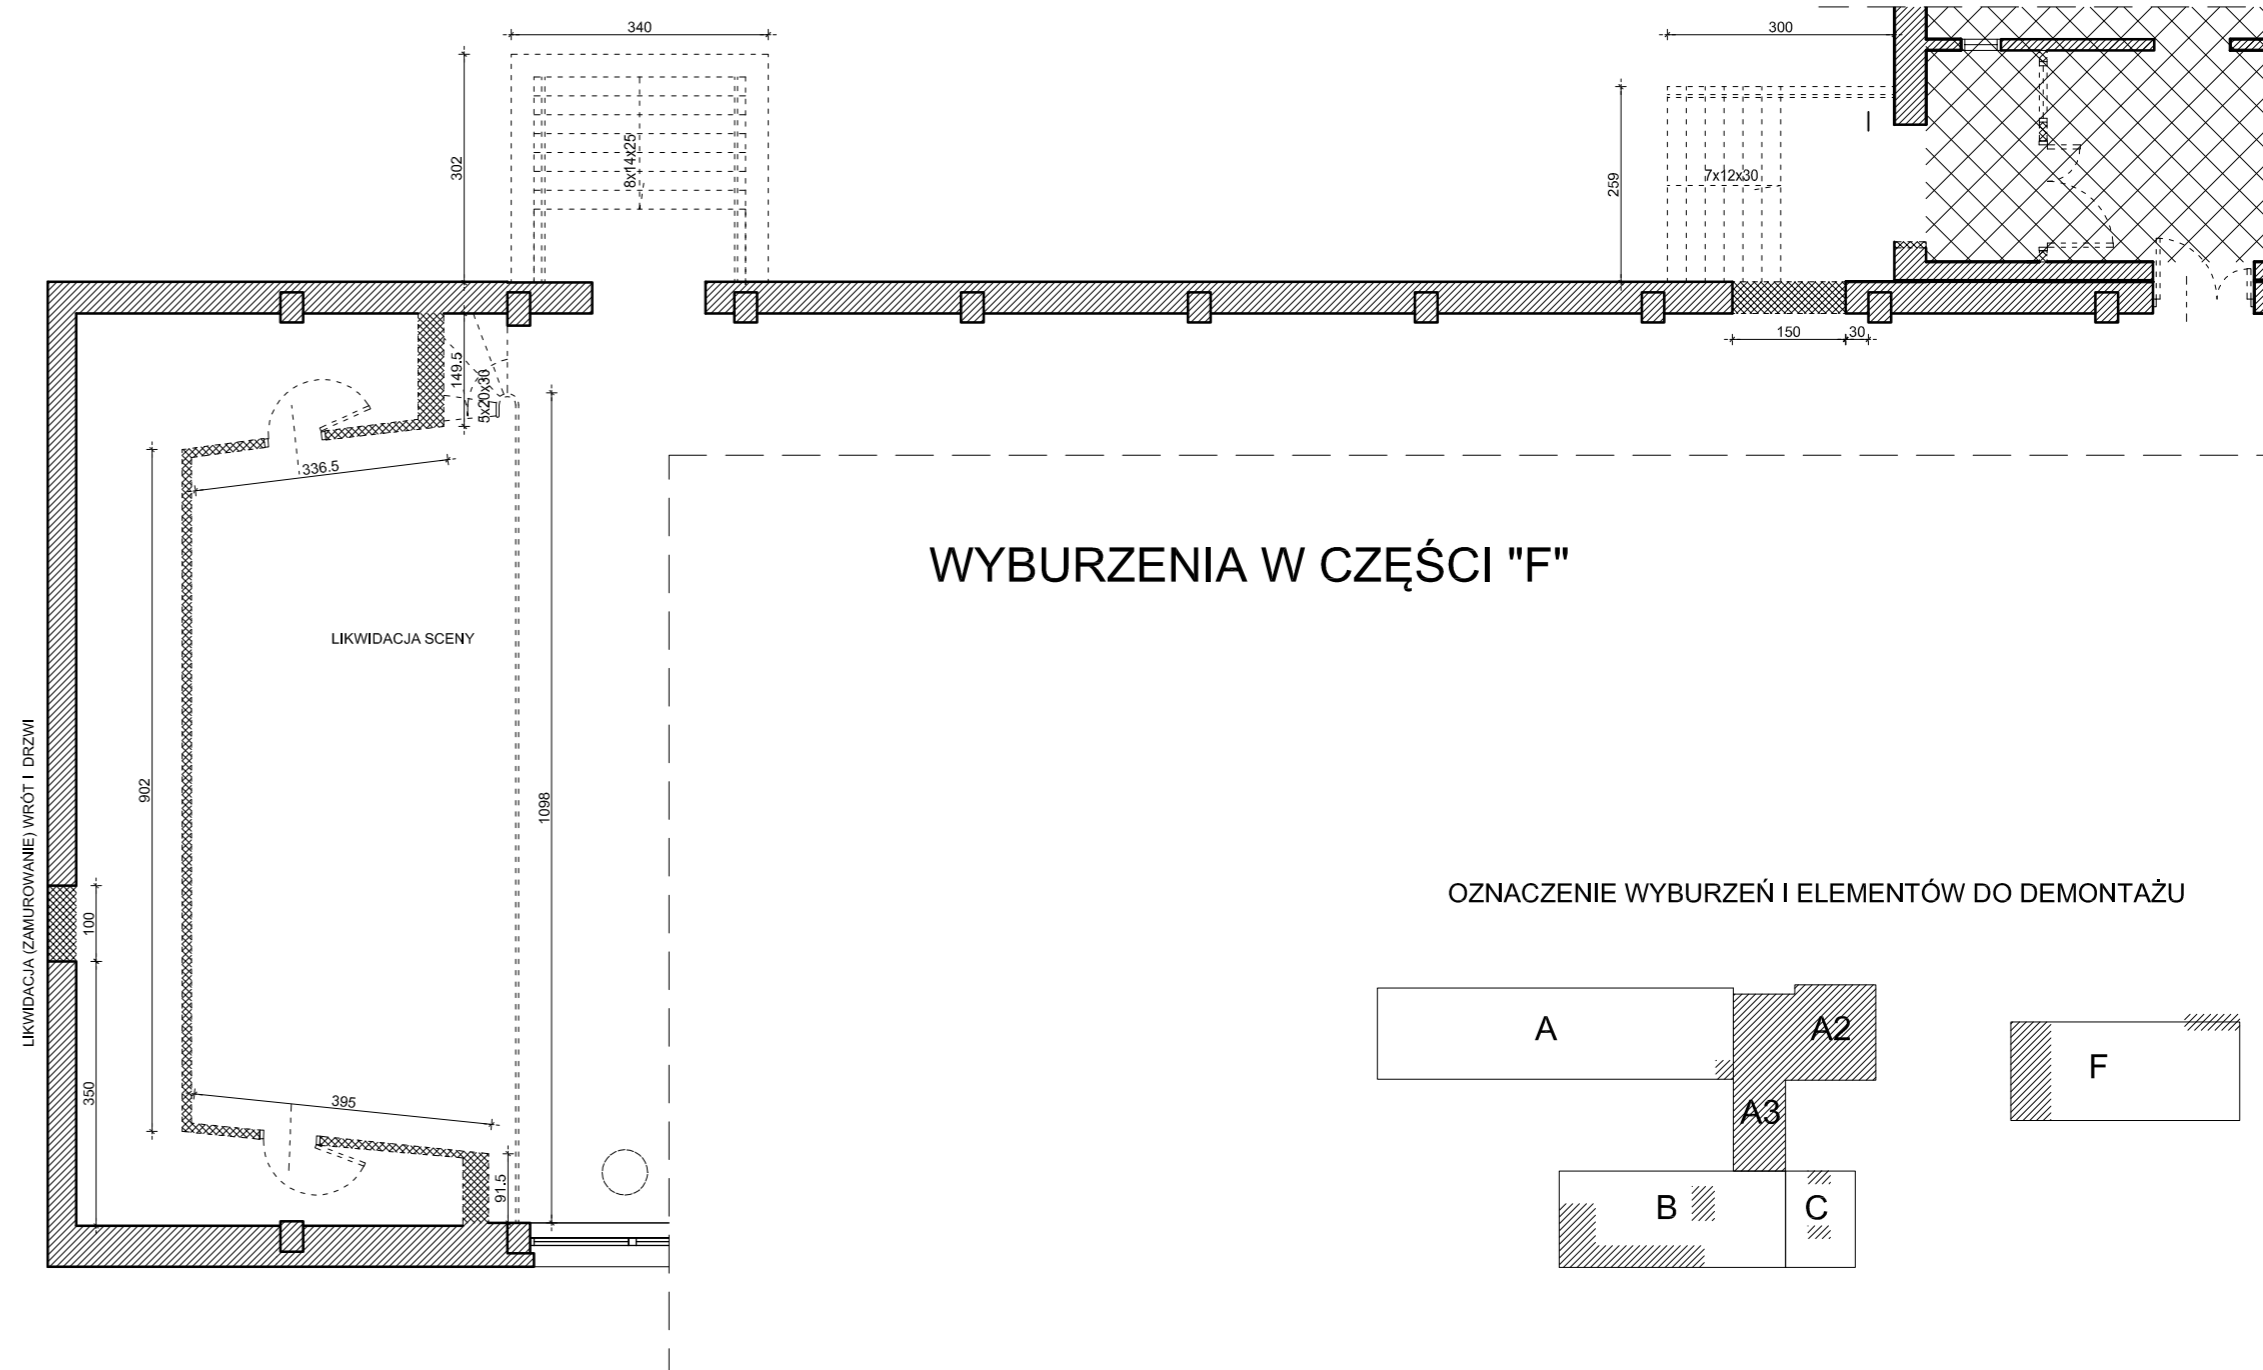 340
300
302
8x14x25
259
7x12x30
I
150
30
149.5
5x20x30
336.5
WYBURZENIA W CZĘŚCI "F"
LIKWIDACJA SCENY
LIKWIDACJA (ZAMUROWANIE) WRÓT I DRZWI
902
1098
100
350
395
91.5
OZNACZENIE WYBURZEŃ I ELEMENTÓW DO DEMONTAŻU
A
A2
F
A3
B
C